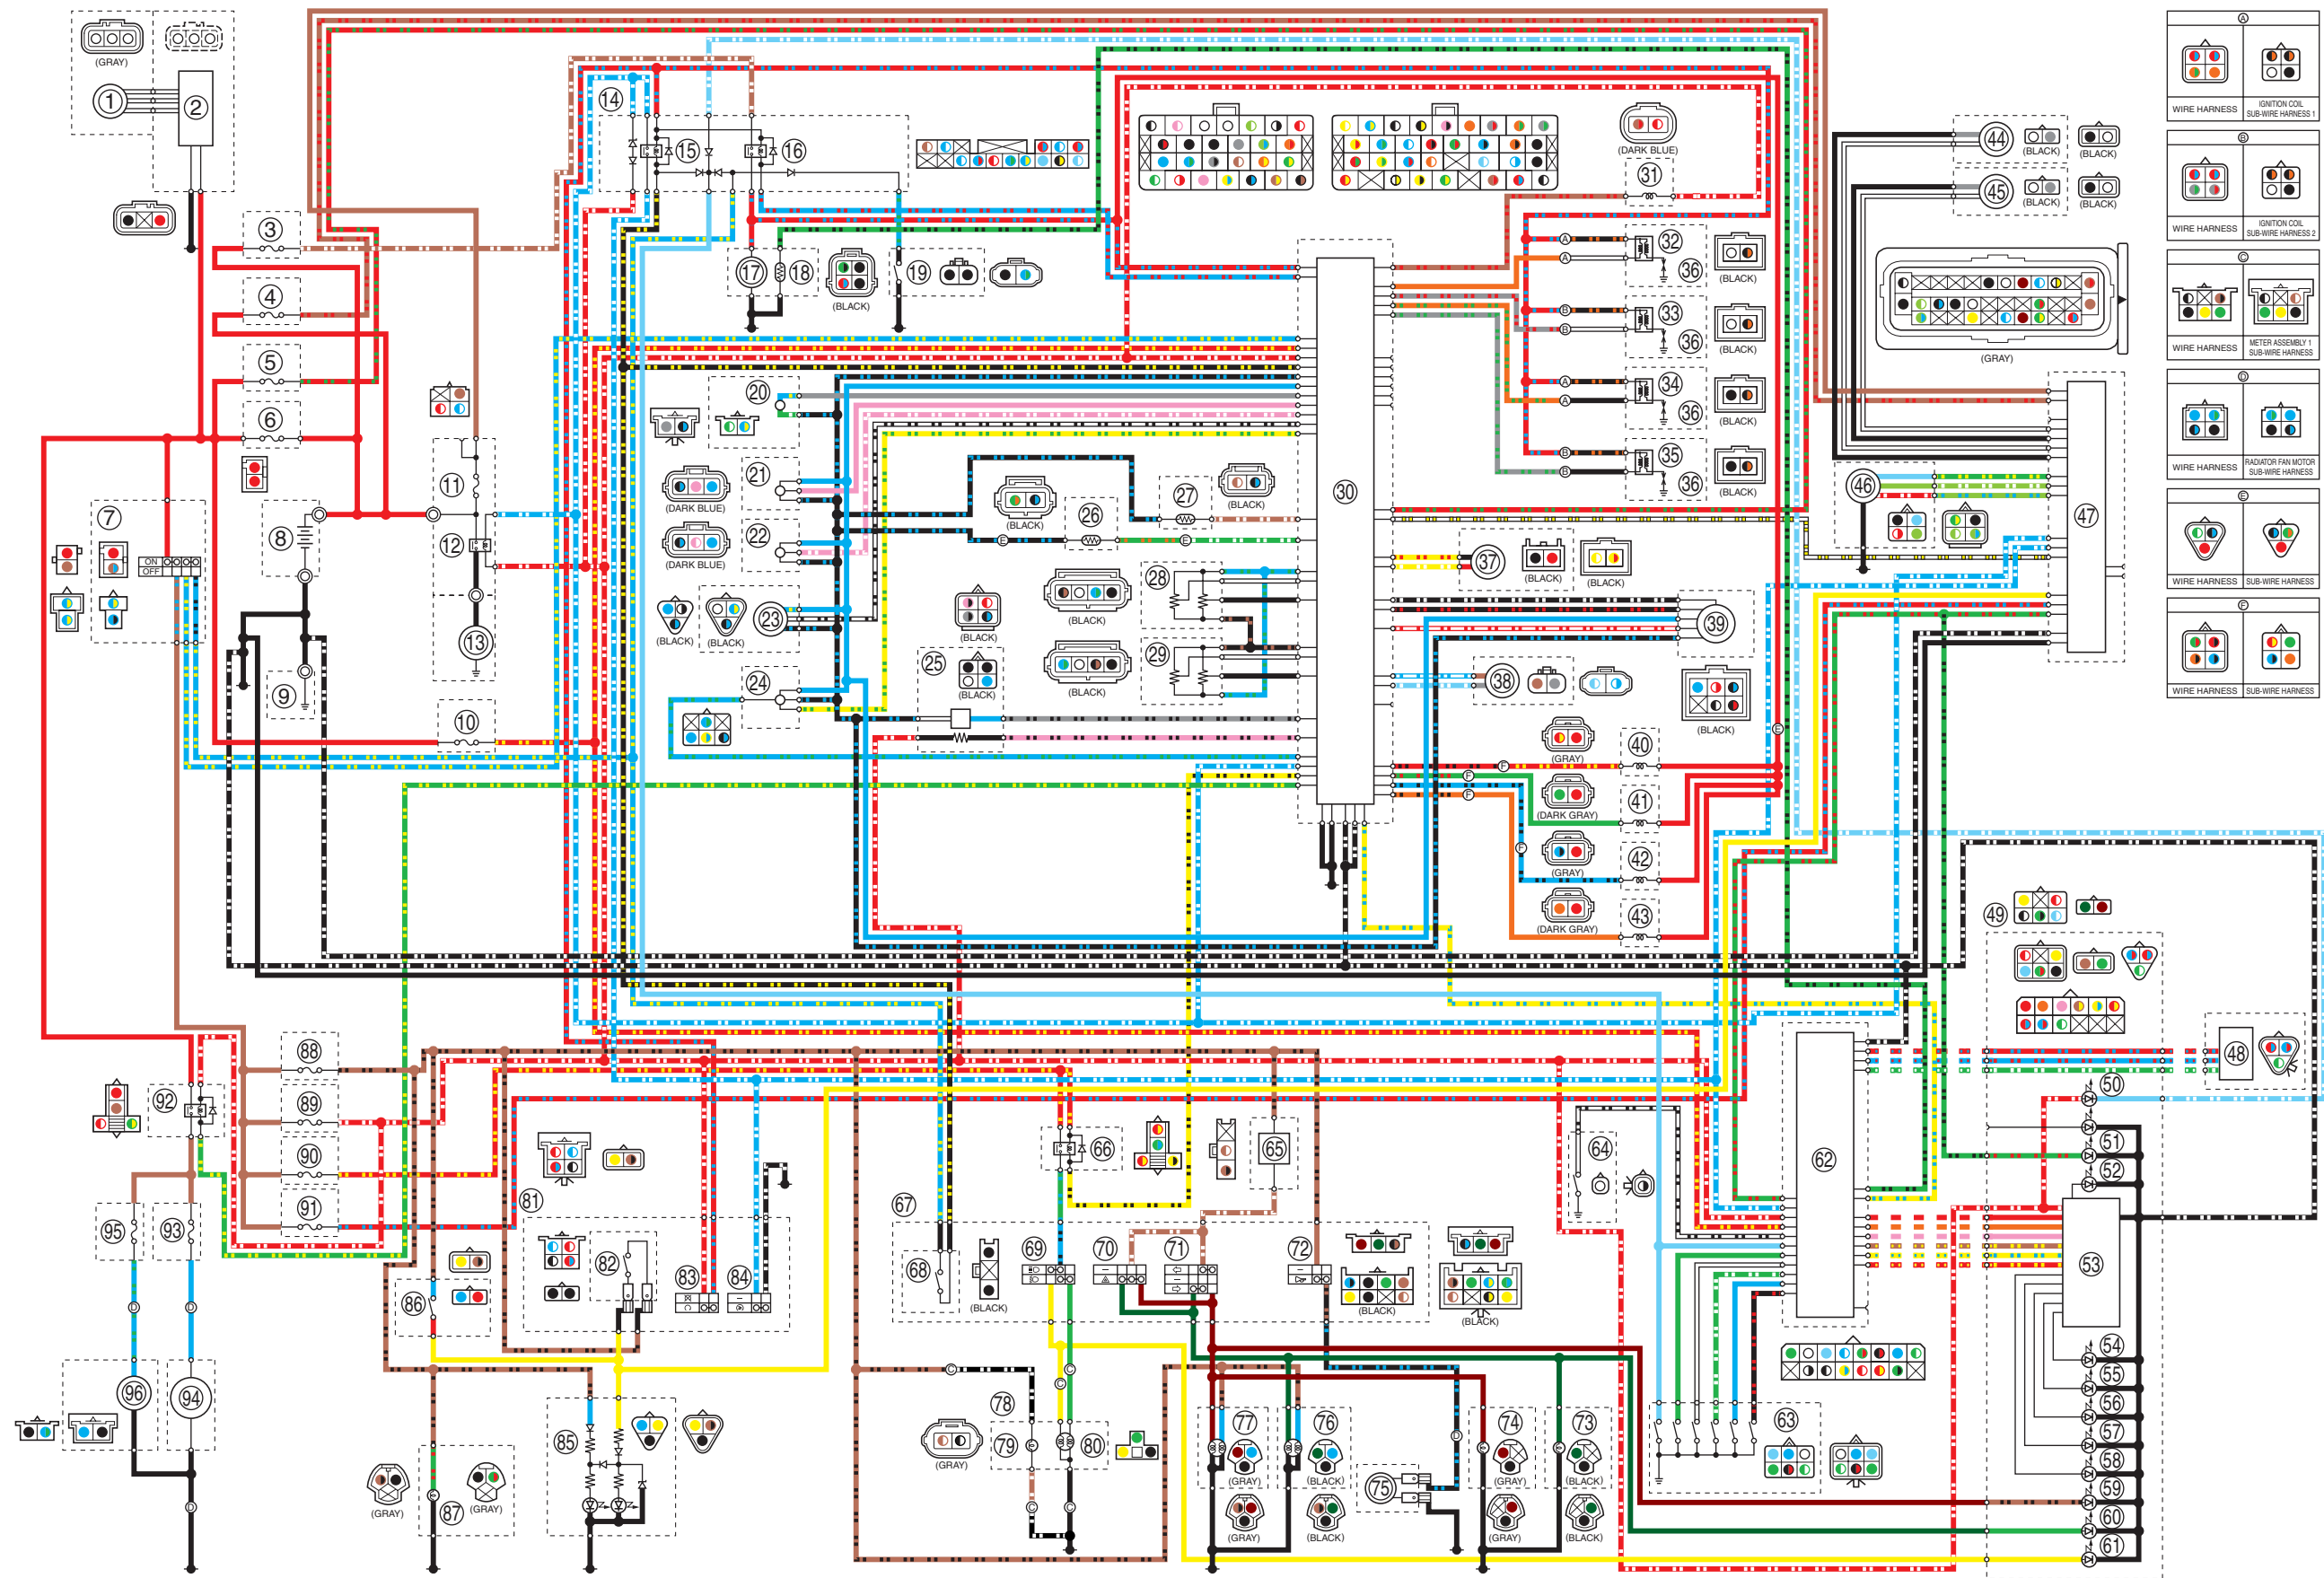 (GRAY)
1
2
3
4
5
6
7
ON
OFF
8
9
10
11
12
13
14
15
16
17
18
(BLACK)
19
20
21
(DARK BLUE)
22
(DARK BLUE)
23
(BLACK)
(BLACK)
24
25
(BLACK)
(BLACK)
26
(BLACK)
27
(BLACK)
E
E
28
(BLACK)
29
(BLACK)
30
(DARK BLUE)
31
A
A
32
36
(BLACK)
B
B
33
36
(BLACK)
A
A
34
36
(BLACK)
B
B
35
36
(BLACK)
37
(BLACK)
(BLACK)
38
39
(BLACK)
E
F
(GRAY)
40
F
(DARK GRAY)
41
F
F
(GRAY)
42
(DARK GRAY)
43
44
(BLACK)
(BLACK)
45
(BLACK)
(BLACK)
(GRAY)
46
47
A
WIRE HARNESS
IGNITION COIL
SUB-WIRE HARNESS 1
B
WIRE HARNESS
IGNITION COIL
SUB-WIRE HARNESS 2
C
WIRE HARNESS
METER ASSEMBLY 1
SUB-WIRE HARNESS
D
WIRE HARNESS
RADIATOR FAN MOTOR
SUB-WIRE HARNESS
E
WIRE HARNESS
SUB-WIRE HARNESS
F
WIRE HARNESS
SUB-WIRE HARNESS
48
49
50
51
52
53
54
55
56
57
58
59
60
61
62
63
64
65
66
67
68
(BLACK)
69
70
71
72
(BLACK)
(BLACK)
73
(BLACK)
(BLACK)
74
(GRAY)
(GRAY)
75
D
76
(BLACK)
(BLACK)
77
(GRAY)
(GRAY)
78
79
80
(GRAY)
C
C
C
C
C
81
82
83
84
85
86
87
(GRAY)
(GRAY)
88
89
90
91
92
93
94
95
96
D
D
D